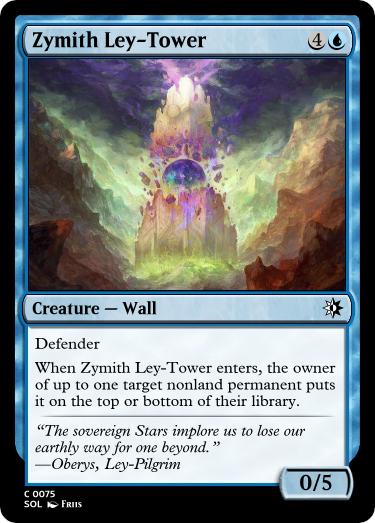 Zymith Ley-Tower 4
Creature — Wall
Defender
When Zymith Ley-Tower enters, the owner
of up to one target nonland permanent puts
it on the top or bottom of their library.
“The sovereign Stars implore us to lose our
earthly way for one beyond.”
—Oberys, Ley-Pilgrim
0/5
C 0075
SOL Friis